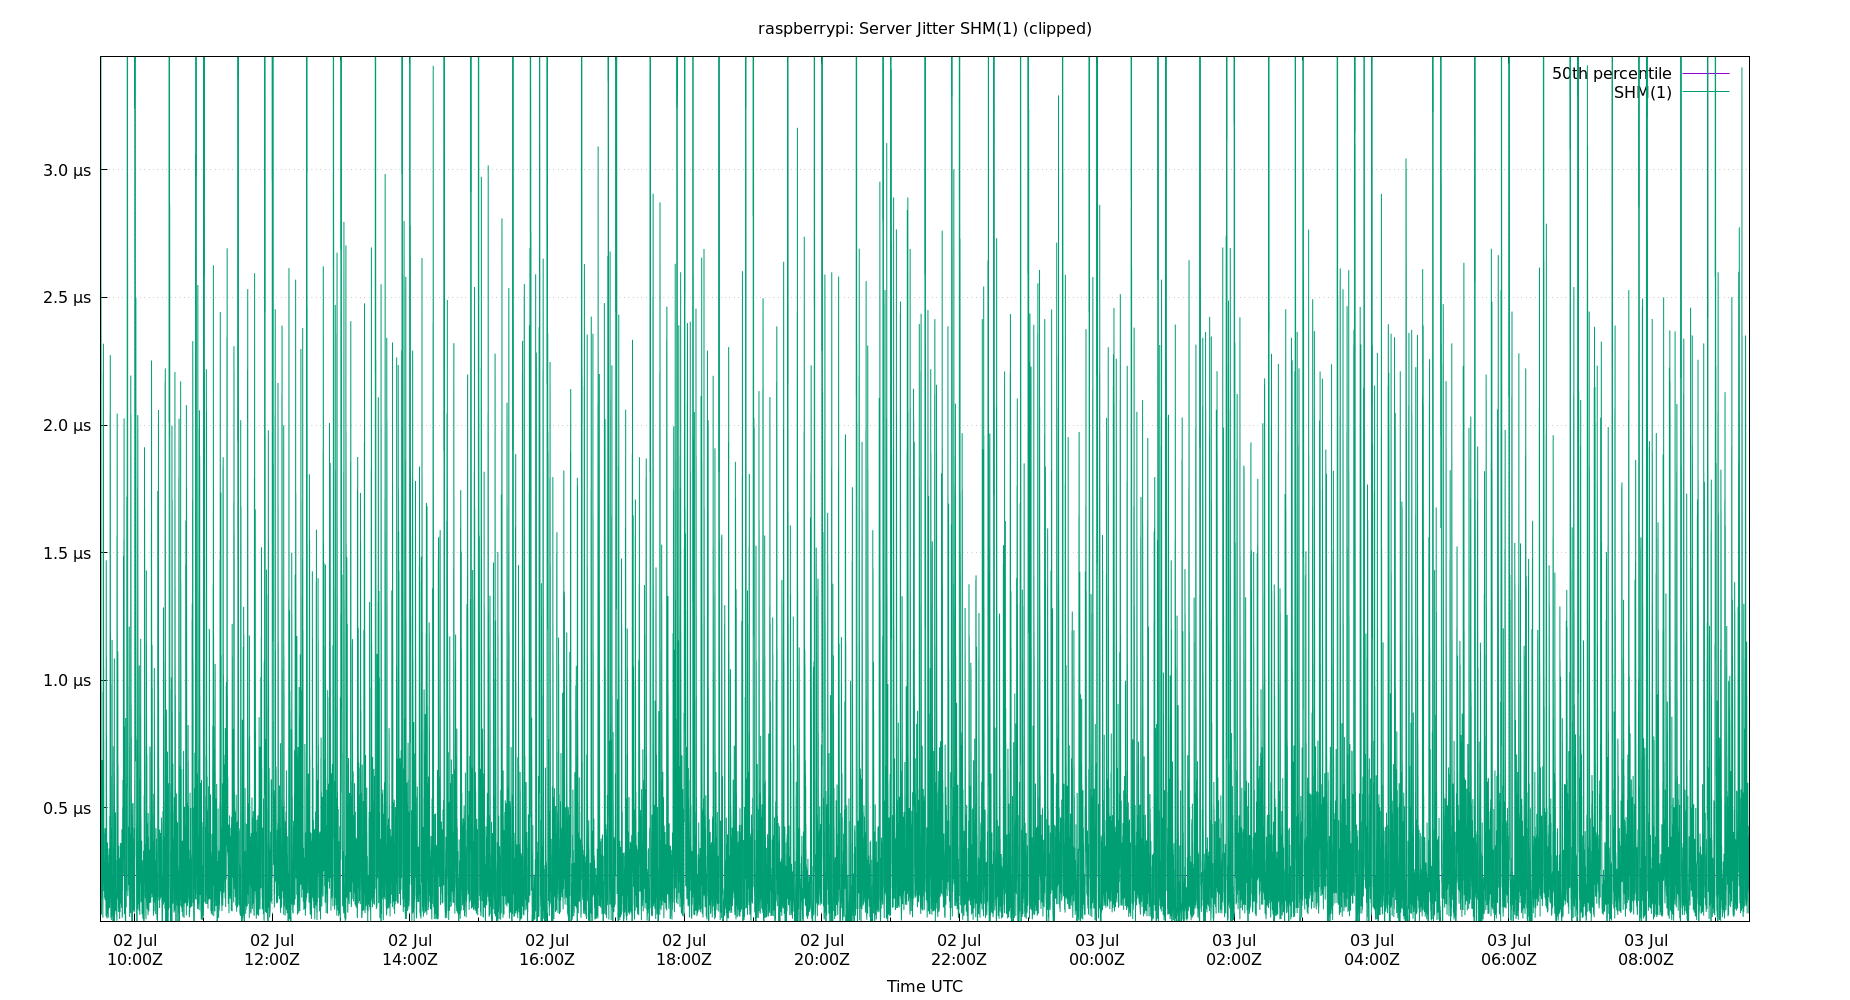 raspberrypi: Server Jitter SHM(1) (clipped)
50th percentile
SHM(1)
3.0 µs
2.5 µs
2.0 µs
1.5 µs
1.0 µs
0.5 µs
02 Jul 02 Jul 02 Jul 02 Jul 02 Jul 02 Jul 02 Jul 03 Jul 03 Jul 03 Jul 03 Jul 03 Jul
10:00Z 12:00Z 14:00Z 16:00Z 18:00Z 20:00Z 22:00Z 00:00Z 02:00Z 04:00Z 06:00Z 08:00Z
Time UTC